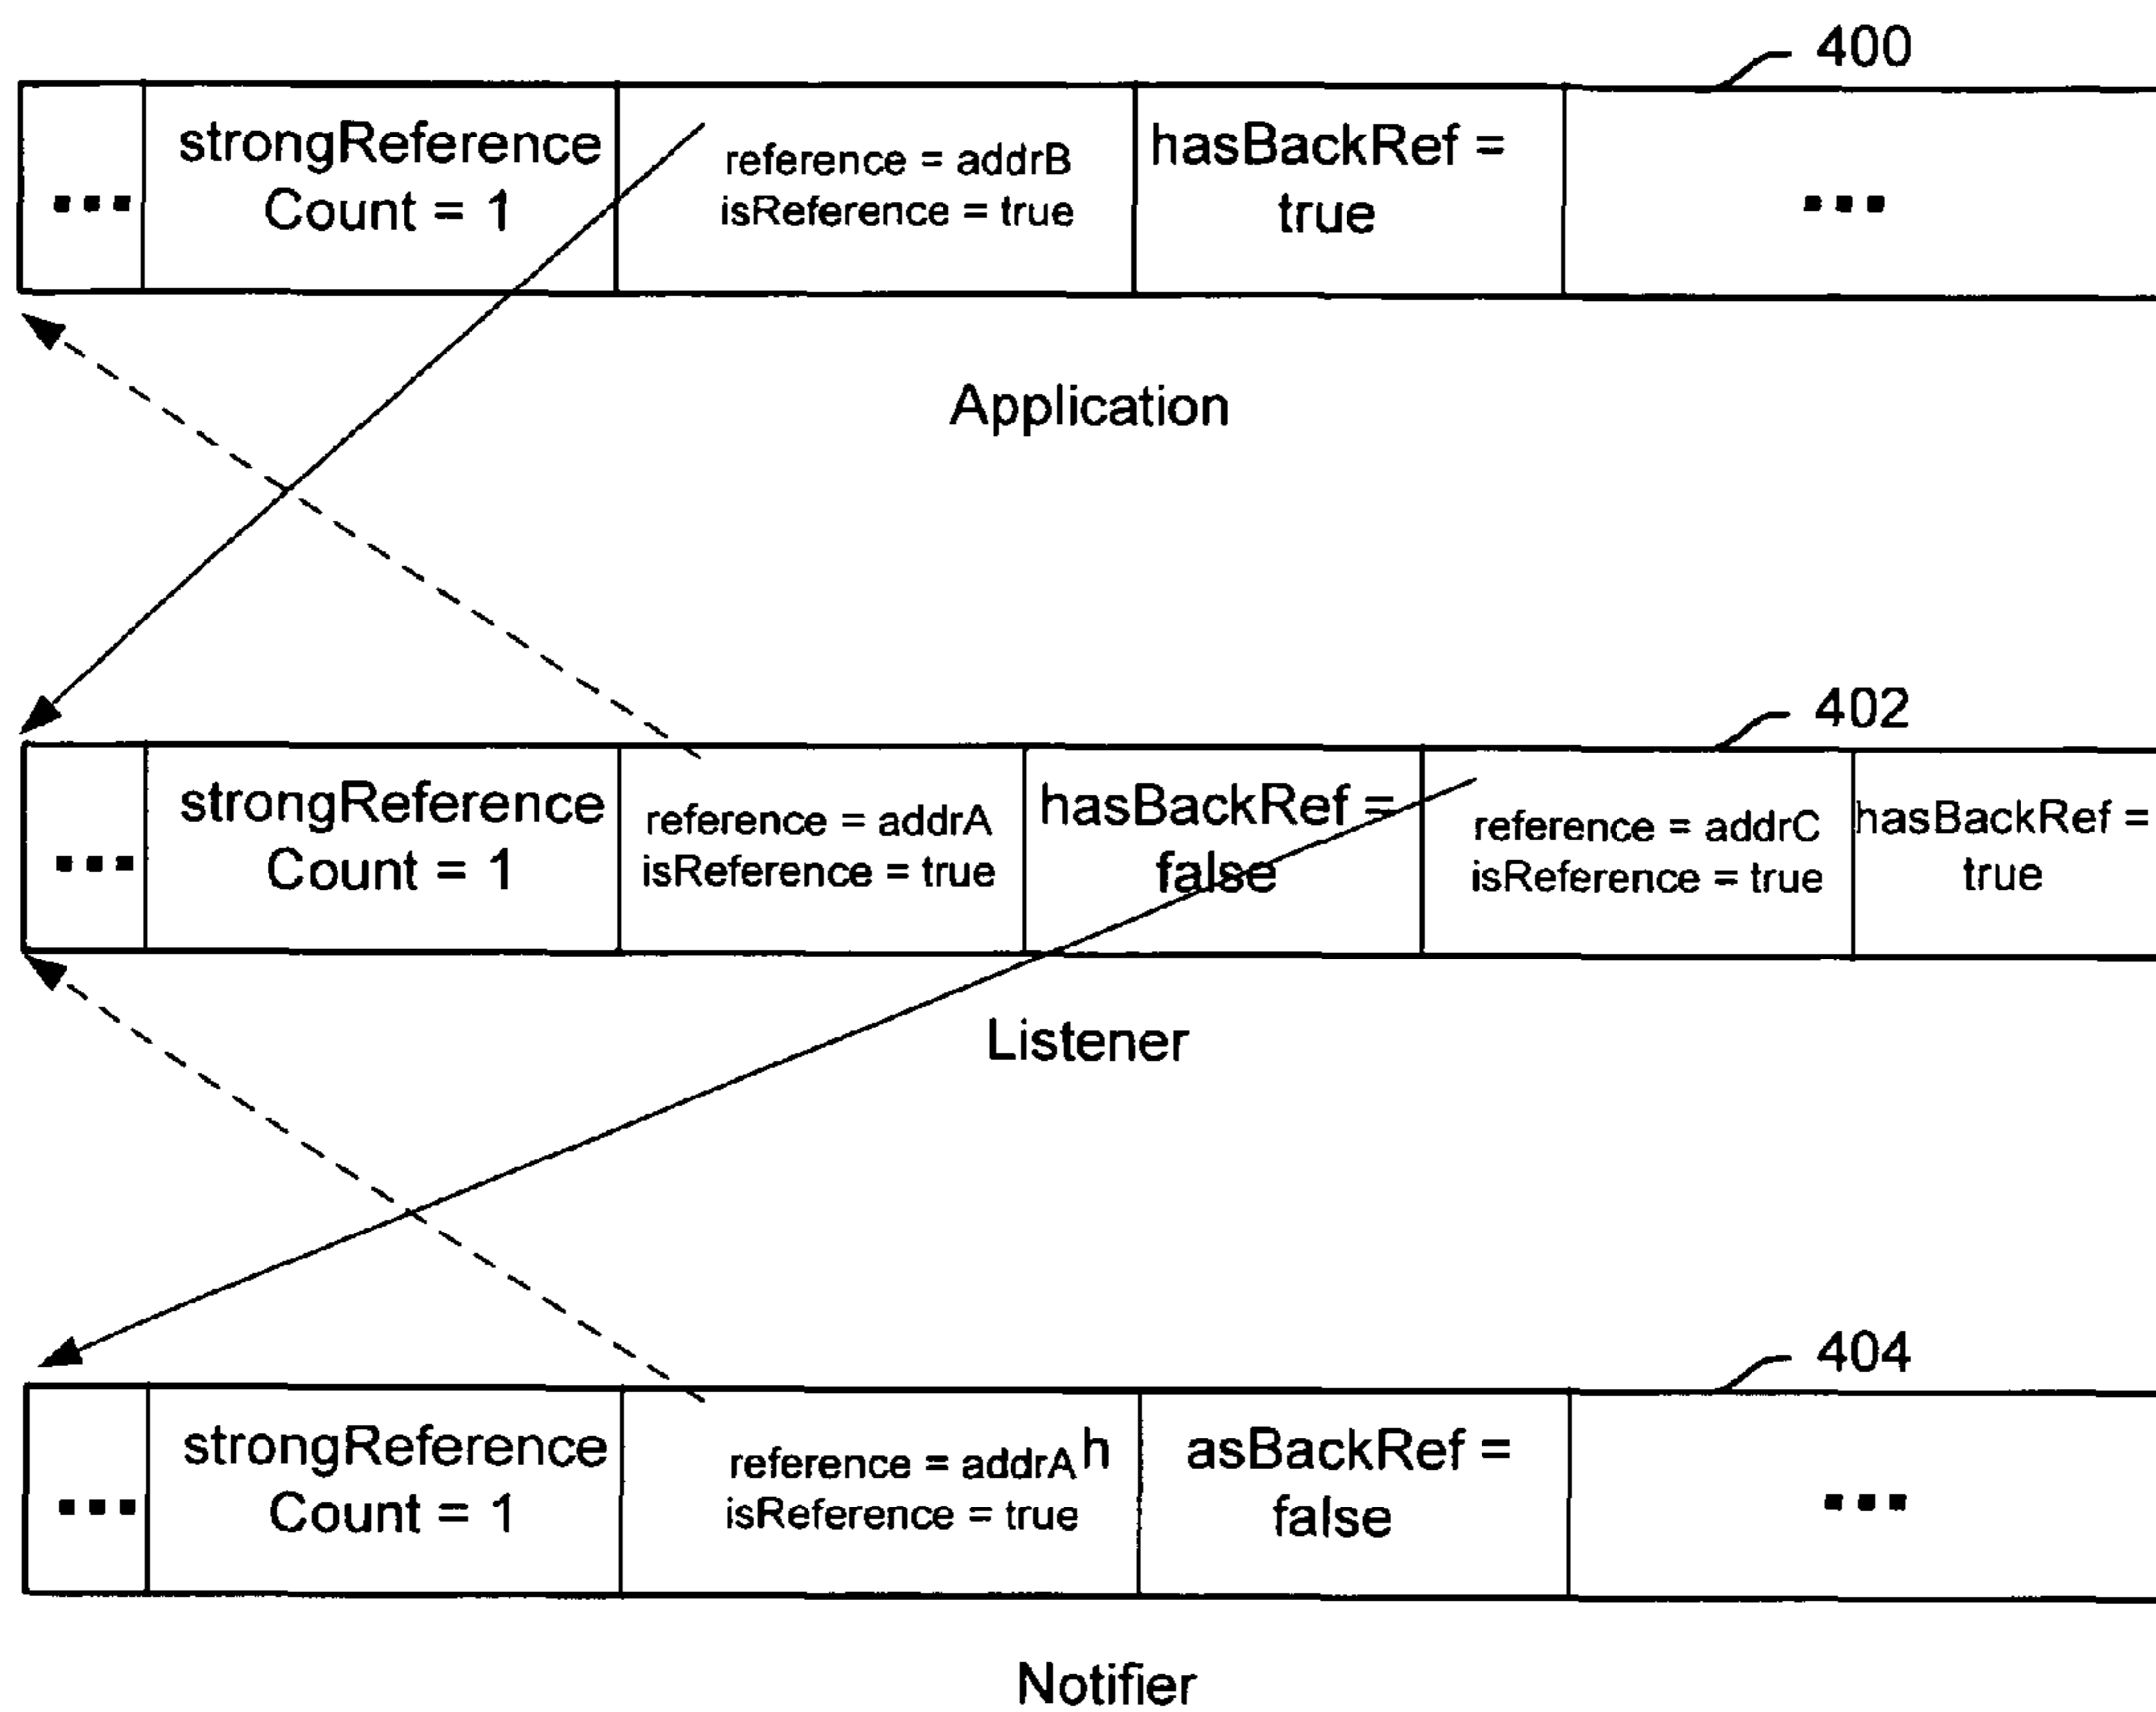 400
strongReference
Count = 1
reference = addrB
isReference = true
hasBackRef =
true
...
...
Application
402
strongReference
Count = 1
reference = addrA
isReference = true
hasBackRef =
false
reference = addrC
isReference = true
hasBackRef =
true
...
Listener
404
strongReference
Count = 1
reference = addrA h
isReference = true
asBackRef =
false
...
...
Notifier